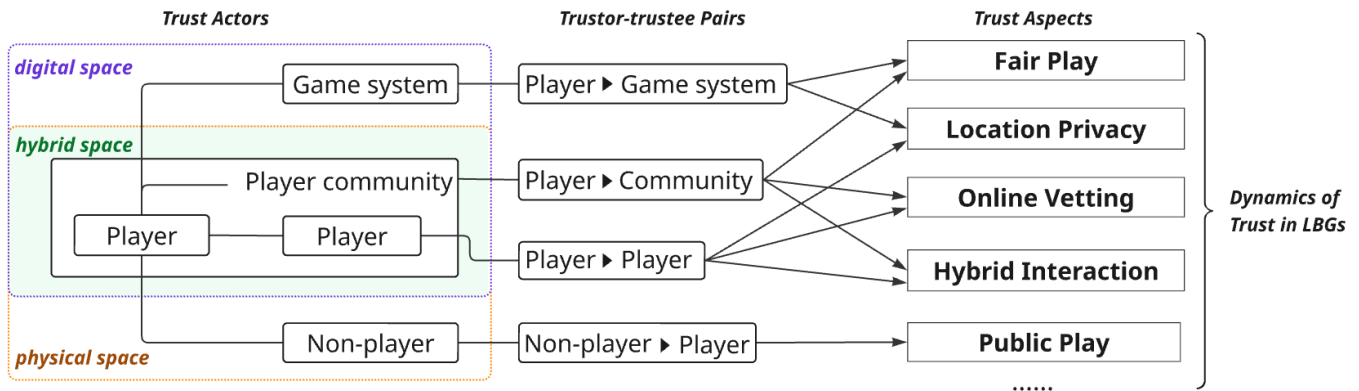 Trust Actors
Trustor-trustee Pairs
Trust Aspects
digital space
Game system
Player ▶ Game system
Fair Play
hybrid space
Location Privacy
Player community
Player ▶ Community
Online Vetting
Dynamics of
Trust in LBGs
Player
Player
Player ▶ Player
Hybrid Interaction
physical space
Non-player
Non-player ▶ Player
Public Play
......